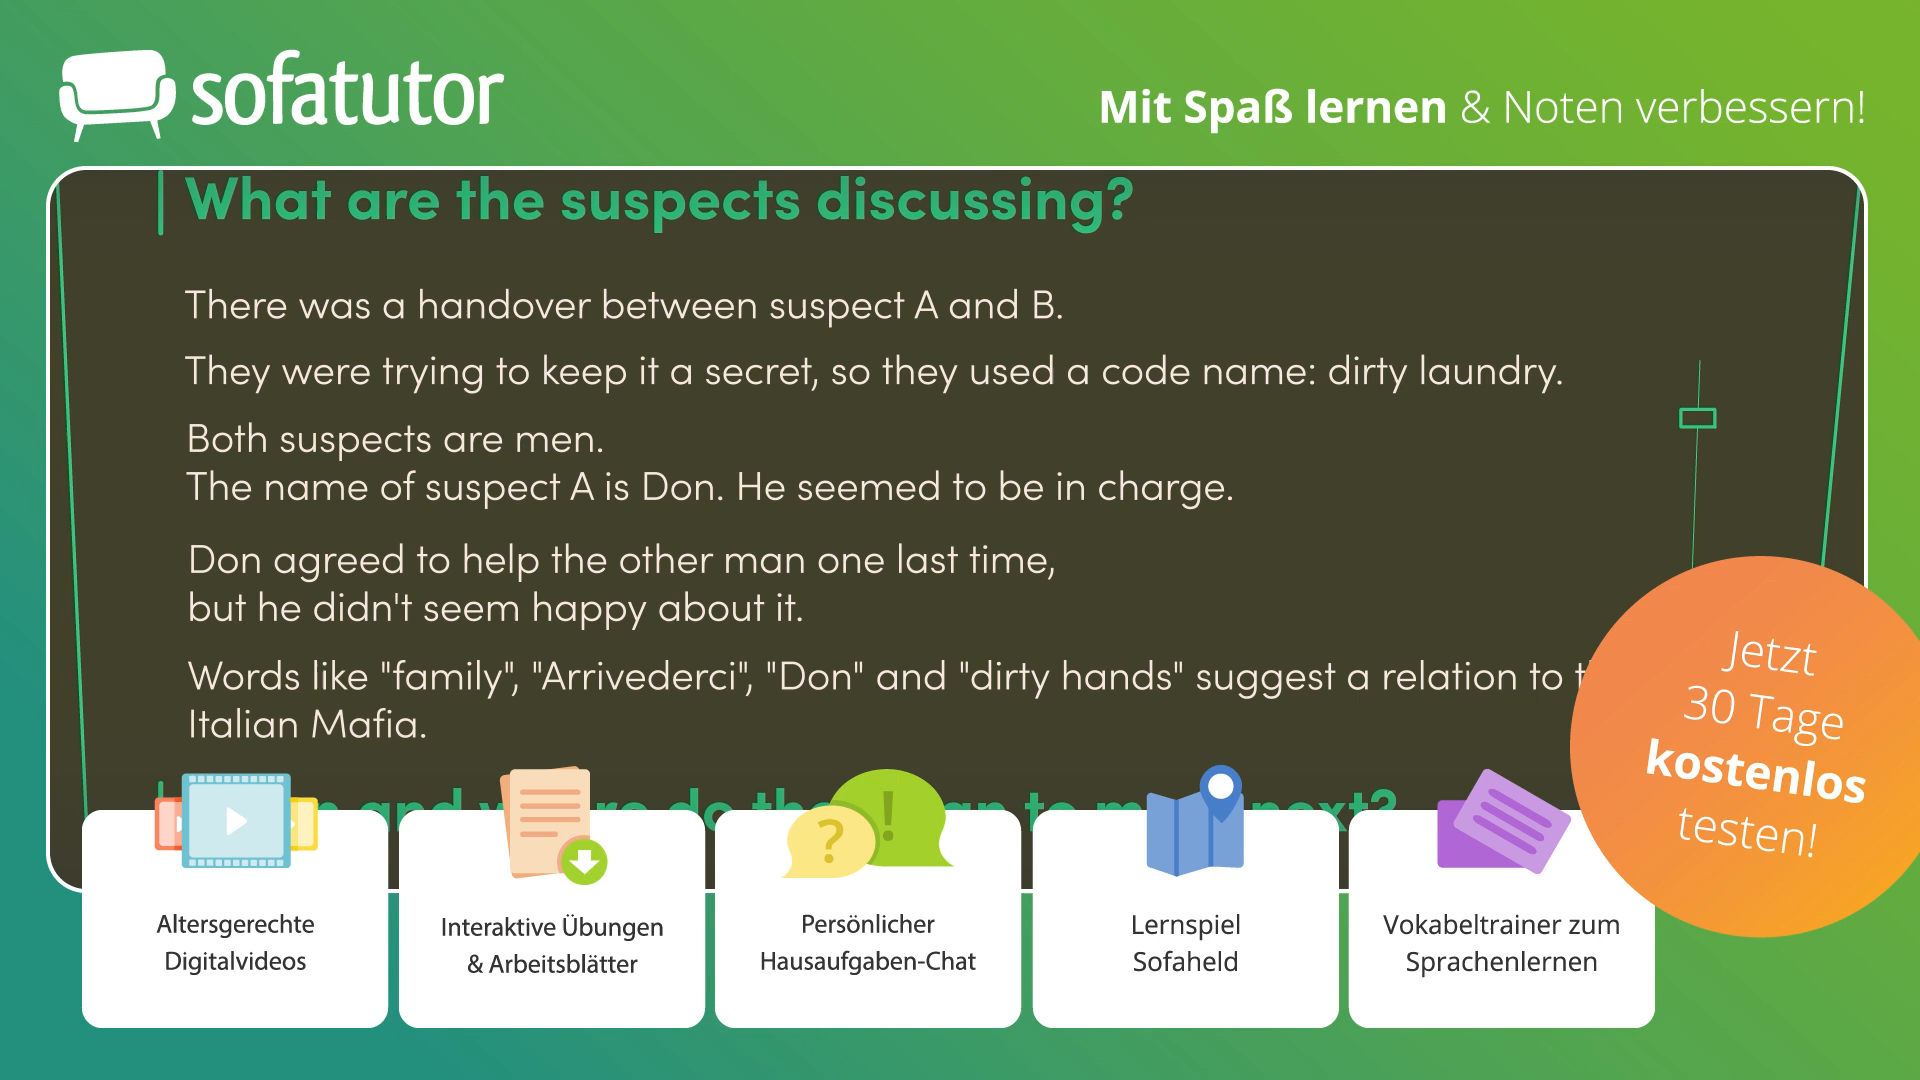 sofatutor
Mit Spaß lernen & Noten verbessern!
What are the suspects discussing?
There was a handover between suspect A and B.
They were trying to keep it a secret, so they used a code name: dirty laundry.
Both suspects are men.
The name of suspect A is Don. He seemed to be in charge.
Don agreed to help the other man one last time,
but he didn't seem happy about it.
Words like "family", "Arrivederci", "Don" and "dirty hands" suggest a relation to
Italian Mafia.
and do to next?
Jetzt
30 Tage
kostenlos
testen!
Altersgerechte
Digitalvideos
Interaktive Übungen
& Arbeitsblätter
Persönlicher
Hausaufgaben-Chat
Lernspiel
Sofaheld
Vokabeltrainer zum
Sprachenlernen